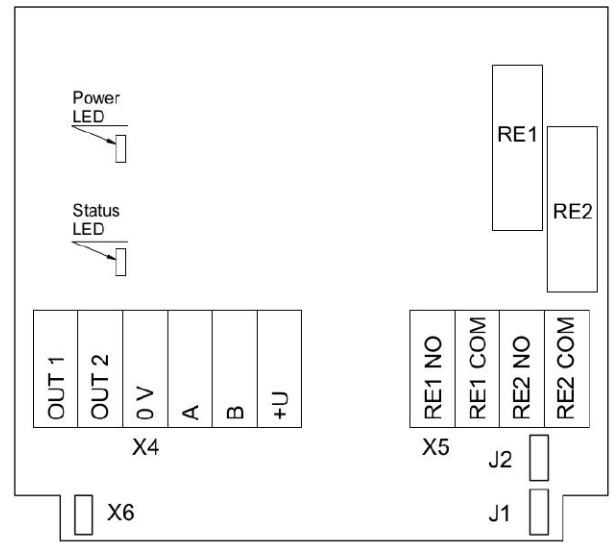 Power
LED
RE1
Status
LED
RE2
OUT 1
OUT 2
0 V
A
B
+U
RE1 NO
RE1 COM
RE2 NO
RE2 COM
X4
X5
J2
X6
J1